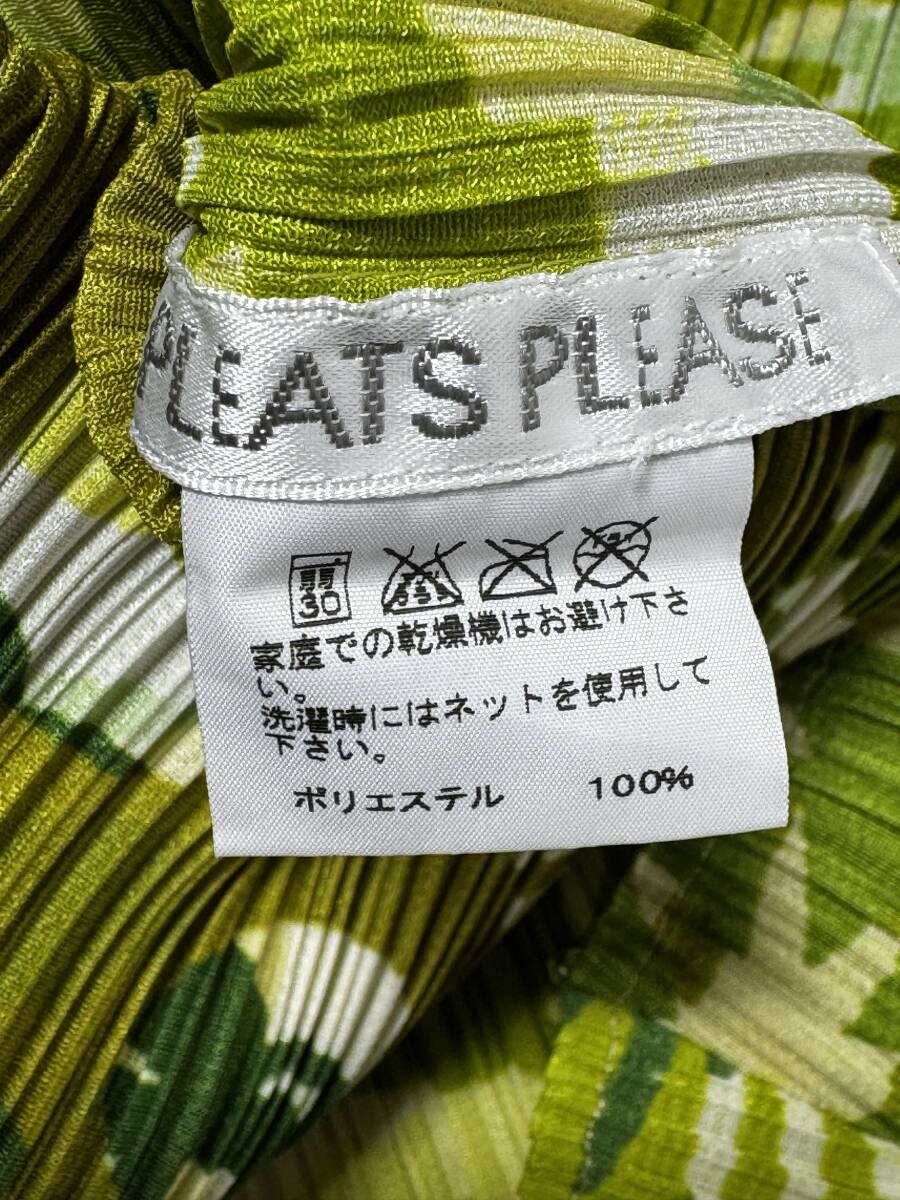 PLEATS PLEASE
弱
30
家庭での乾燥機はお避け下さ
い。
洗濯時にはネットを使用して
下さい。
ポリエステル 100%